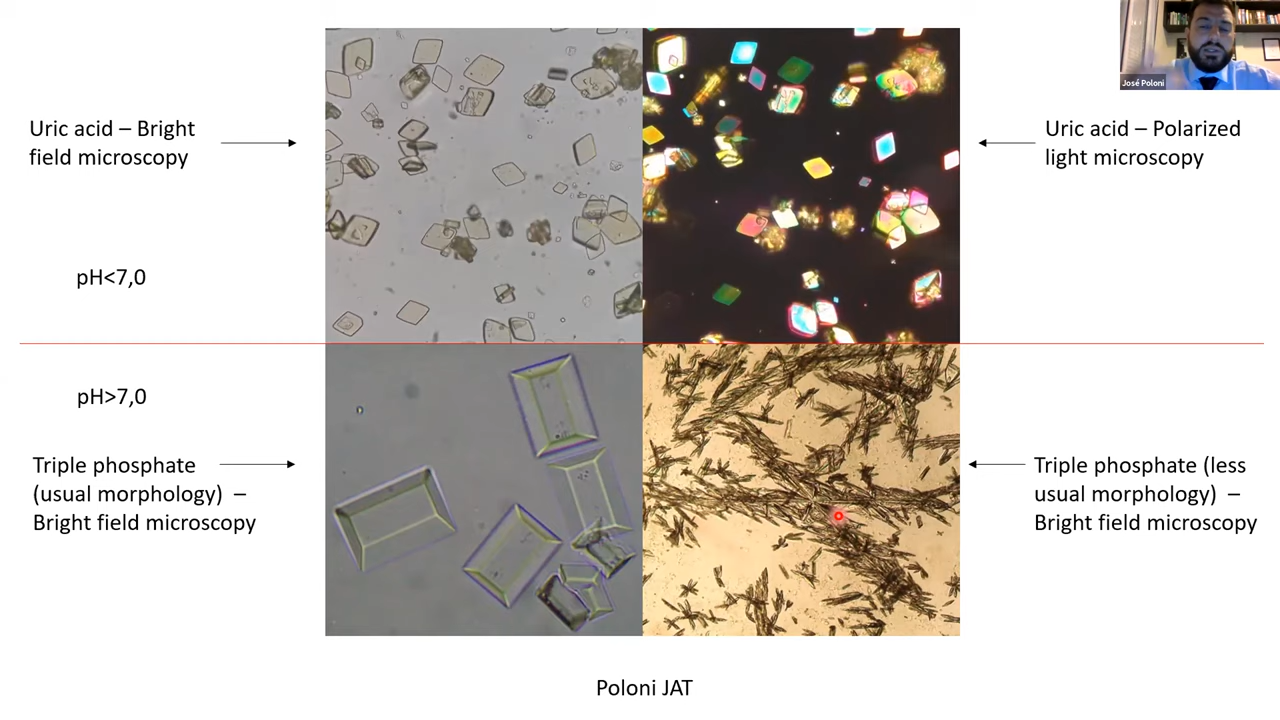 José Poloni
Uric acid – Bright
field microscopy
Uric acid – Polarized
light microscopy
pH<7,0
pH>7,0
Triple phosphate
(usual morphology)  –
Bright field microscopy
Triple phosphate (less
usual morphology)  –
Bright field microscopy
Poloni JAT